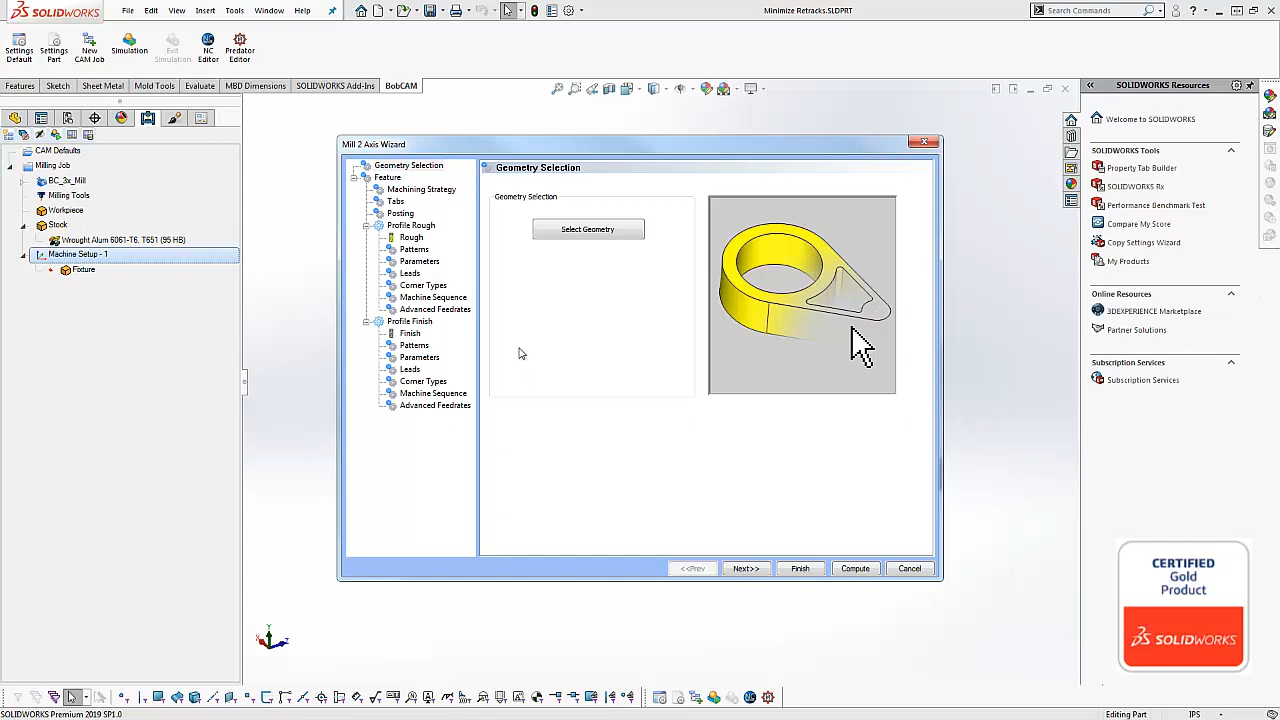 SOLIDWORKS
File
Edit
View
Insert
Tools
Window
Help
Minimize Retracks.SLDPRT
Search Commands
Settings Default
Settings Part
New CAM Job
Simulation
Exit Simulation
NC Editor
Predator Editor
Features
Sketch
Sheet Metal
Mold Tools
Evaluate
MBD Dimensions
SOLIDWORKS Add-Ins
BobCAM
CAM Defaults
Milling Job
BC_3x_Mill
Milling Tools
Workpiece
Stock
Wrought Alum 6061-T6, T651 (95 HB)
Machine Setup - 1
Fixture
Mill 2 Axis Wizard
Geometry Selection
Feature
Machining Strategy
Tabs
Posting
Profile Rough
Rough
Patterns
Parameters
Leads
Corner Types
Machine Sequence
Advanced Feedrates
Profile Finish
Finish
Patterns
Parameters
Leads
Corner Types
Machine Sequence
Advanced Feedrates
Geometry Selection
Geometry Selection
Select Geometry
<<Prev
Next>>
Finish
Compute
Cancel
SOLIDWORKS Resources
Welcome to SOLIDWORKS
SOLIDWORKS Tools
Property Tab Builder
SOLIDWORKS Rx
Performance Benchmark Test
Compare My Score
Copy Settings Wizard
My Products
Online Resources
3DEXPERIENCE Marketplace
Partner Solutions
Subscription Services
Subscription Services
CERTIFIED
Gold
Product
SOLIDWORKS
SOLIDWORKS Premium 2019 SP1.0
Editing Part
IPS